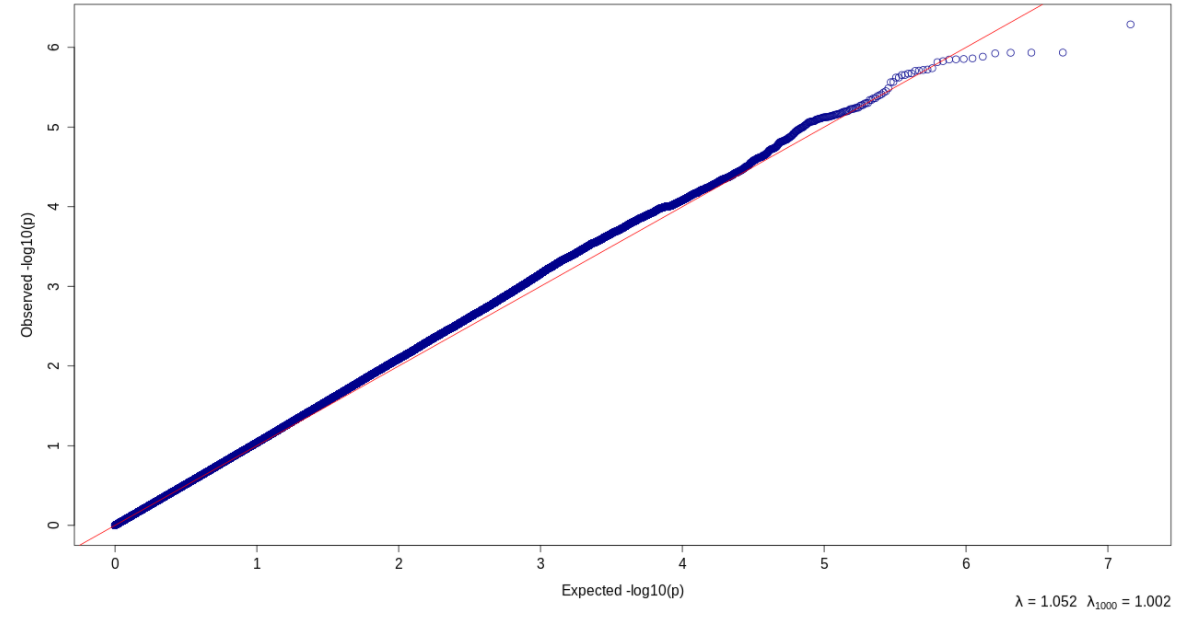 Observed -log10(p)
6
5
4
3
2
1
0
0 1 2 3 4 5 6 7
Expected -log10(p)
λ = 1.052 λ1000 = 1.002